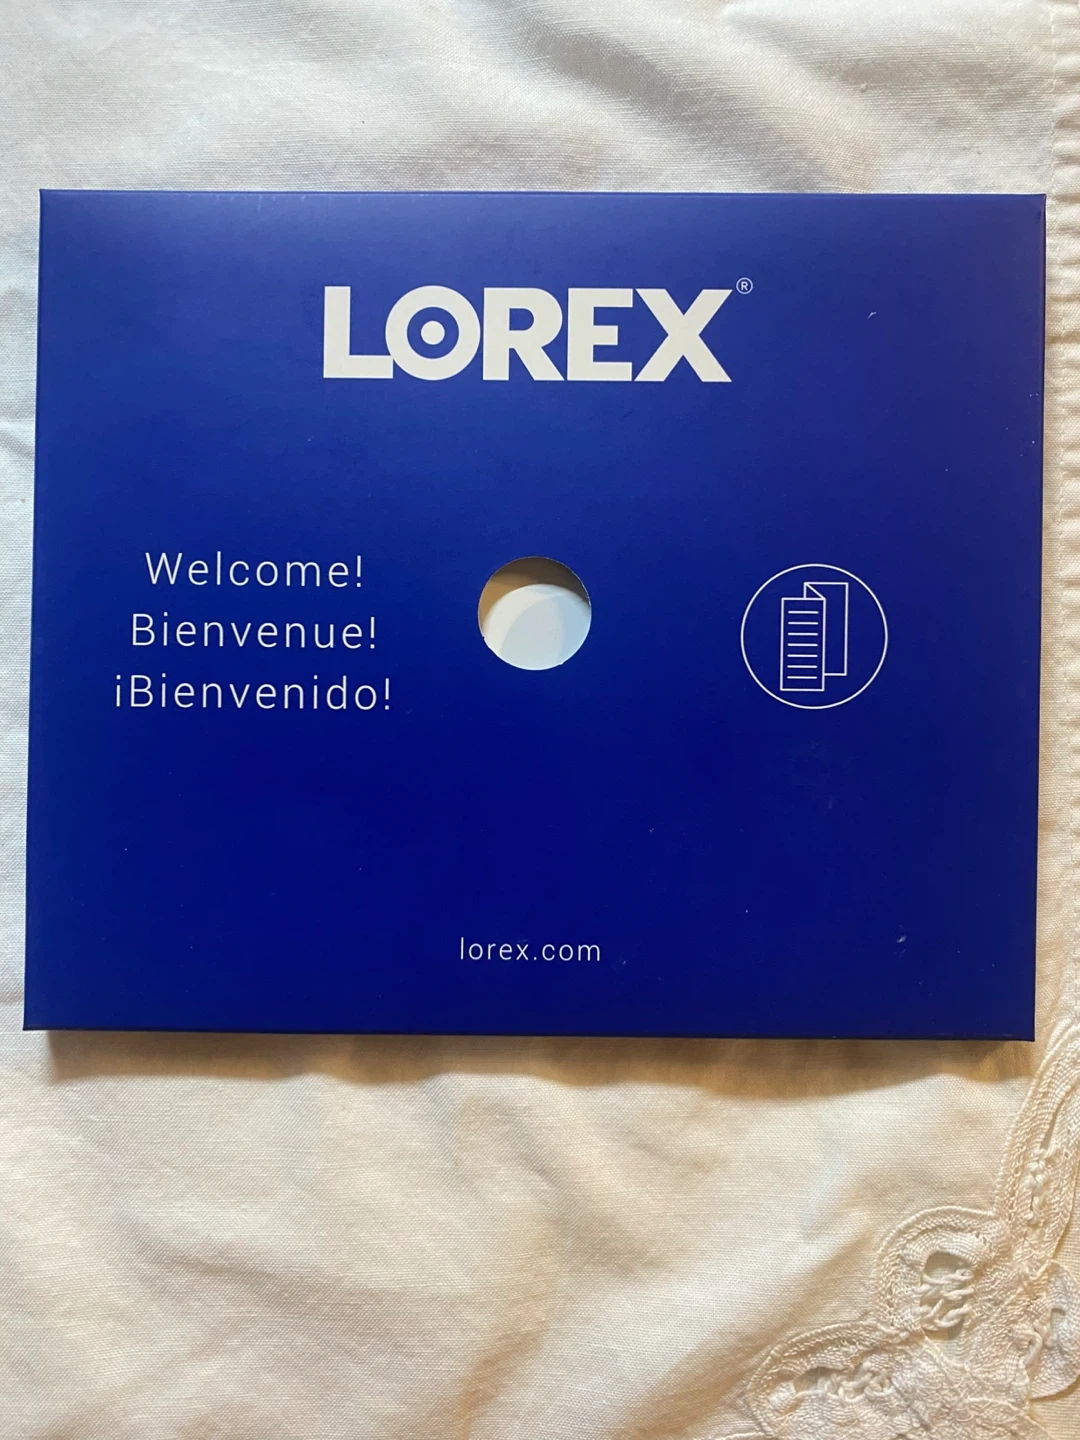 LOREX®
Welcome!
Bienvenue!
¡Bienvenido!
lorex.com